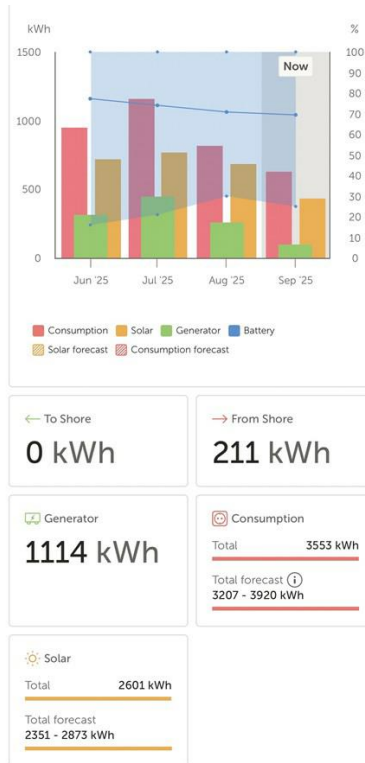 kWh %
1500 100
Now
90
80
1000 70
60
50
500 40
30
20
10
0 0
Jun '25 Jul '25 Aug '25 Sep '25
Consumption Solar Generator Battery
Solar forecast Consumption forecast
← To Shore
0 kWh
→ From Shore
211 kWh
Generator
1114 kWh
Consumption
Total 3553 kWh
Total forecast i
3207 - 3920 kWh
Solar
Total 2601 kWh
Total forecast
2351 - 2873 kWh